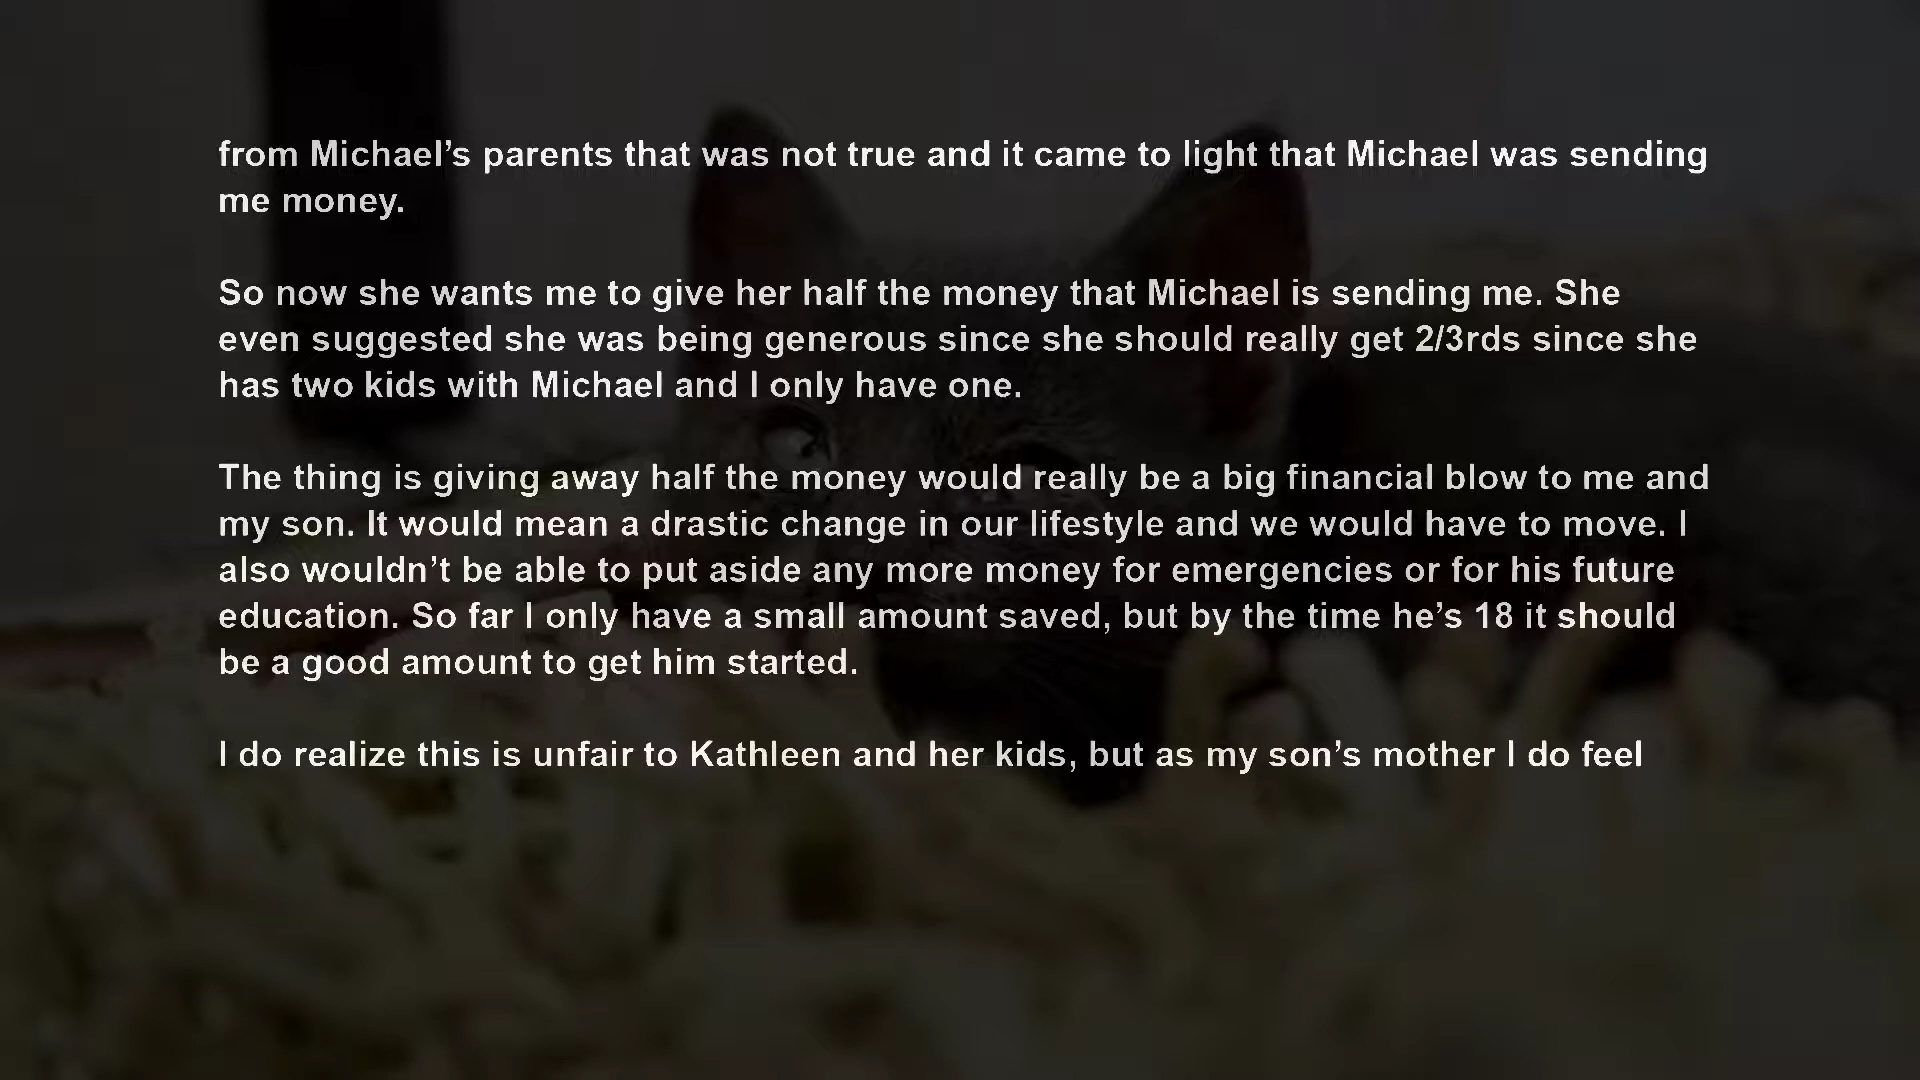 from Michael’s parents that was not true and it came to light that Michael was sending
me money.
So now she wants me to give her half the money that Michael is sending me. She
even suggested she was being generous since she should really get 2/3rds since she
has two kids with Michael and I only have one.
The thing is giving away half the money would really be a big financial blow to me and
my son. It would mean a drastic change in our lifestyle and we would have to move. I
also wouldn’t be able to put aside any more money for emergencies or for his future
education. So far I only have a small amount saved, but by the time he’s 18 it should
be a good amount to get him started.
I do realize this is unfair to Kathleen and her kids, but as my son’s mother I do feel